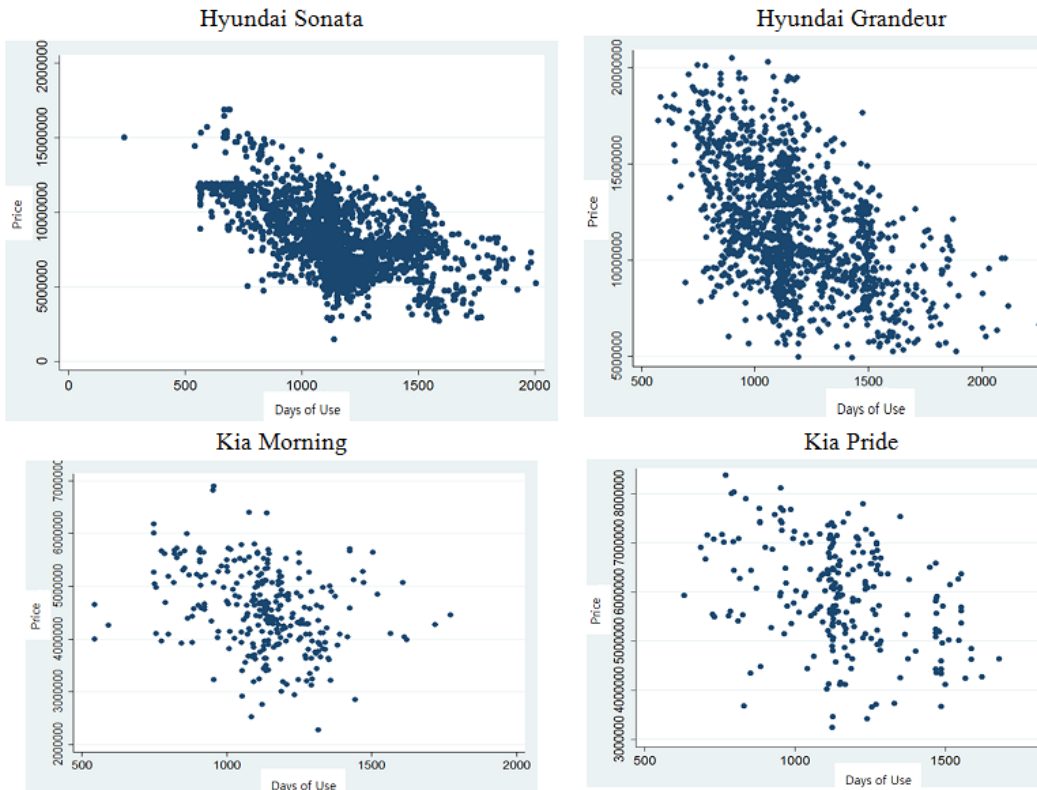 Hyundai Sonata
Price
20000000
15000000
10000000
5000000
0
0 500 1000 1500 2000
Days of Use
Hyundai Grandeur
Price
20000000
15000000
10000000
5000000
500 1000 1500 2000
Days of Use
Kia Morning
Price
7000000
6000000
5000000
4000000
3000000
2000000
500 1000 1500 2000
Days of Use
Kia Pride
Price
8000000
7000000
6000000
5000000
4000000
3000000
500 1000 1500
Days of Use